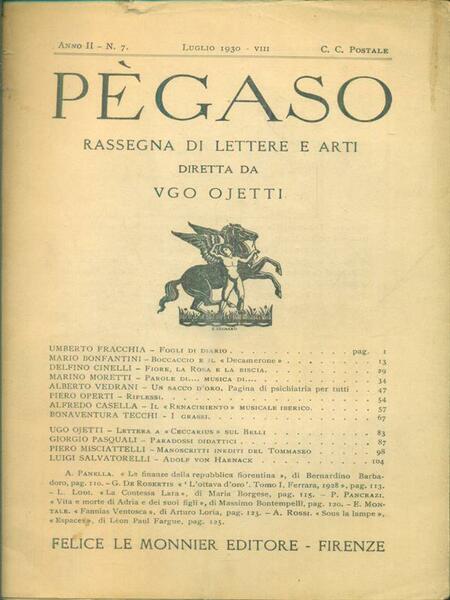 ANNO II - N. 7. LUGLIO 1930 - VIII C. C. POSTALE
PÈGASO
RASSEGNA DI LETTERE E ARTI
DIRETTA DA
VGO OJETTI
UMBERTO FRACCHIA – FOGLI DI DIARIO . . . . . . . . . . . pag. 1
MARIO BONFANTINI – BOCCACCIO E IL « DECAMERONE » . . . . . . . . 13
DELFINO CINELLI – FIORE, LA ROSA E LA BISCIA. . . . . . . . . . 29
MARINO MORETTI – PAROLE DI.... MUSICA DI.... . . . . . . . . . 34
ALBERTO VEDRANI – UN SACCO D'ORO. Pagina di psichiatria per tutti . 47
PIERO OPERTI – RIFLESSI. . . . . . . . . . . . . . . 54
ALFREDO CASELLA – IL « RENACIMIENTO » MUSICALE IBERICO. . . . . . 57
BONAVENTURA TECCHI – I GRASSI. . . . . . . . . . . . . 67
UGO OJETTI – LETTERA A « CECCARIUS » SUL BELLI . . . . . . . . 83
GIORGIO PASQUALI – PARADOSSI DIDATTICI . . . . . . . . . . 87
PIERO MISCIATTELLI – MANOSCRITTI INEDITI DEL TOMMASEO . . . . . 98
LUIGI SALVATORELLI – ADOLF VON HARNACK . . . . . . . . . 104
A. PANELLA. « Le finanze della repubblica fiorentina », di Bernardino Barba-
doro, pag. 110. – G. DE ROBERTIS « ' L'ottava d'oro'. Tomo I, Ferrara, 1928 », pag. 113.
– L. LODI. « La Contessa Lara », di Maria Borgese, pag. 115. – P. PANCRAZI.
« Vita e morte di Adria e dei suoi figli », di Massimo Bontempelli, pag. 120. – E. MON-
TALE. « Fannias Ventosca », di Arturo Loria, pag. 123. – A. ROSSI. « Sous la lampe »,
« Espaces », di Léon Paul Fargue, pag. 125.
FELICE LE MONNIER EDITORE - FIRENZE